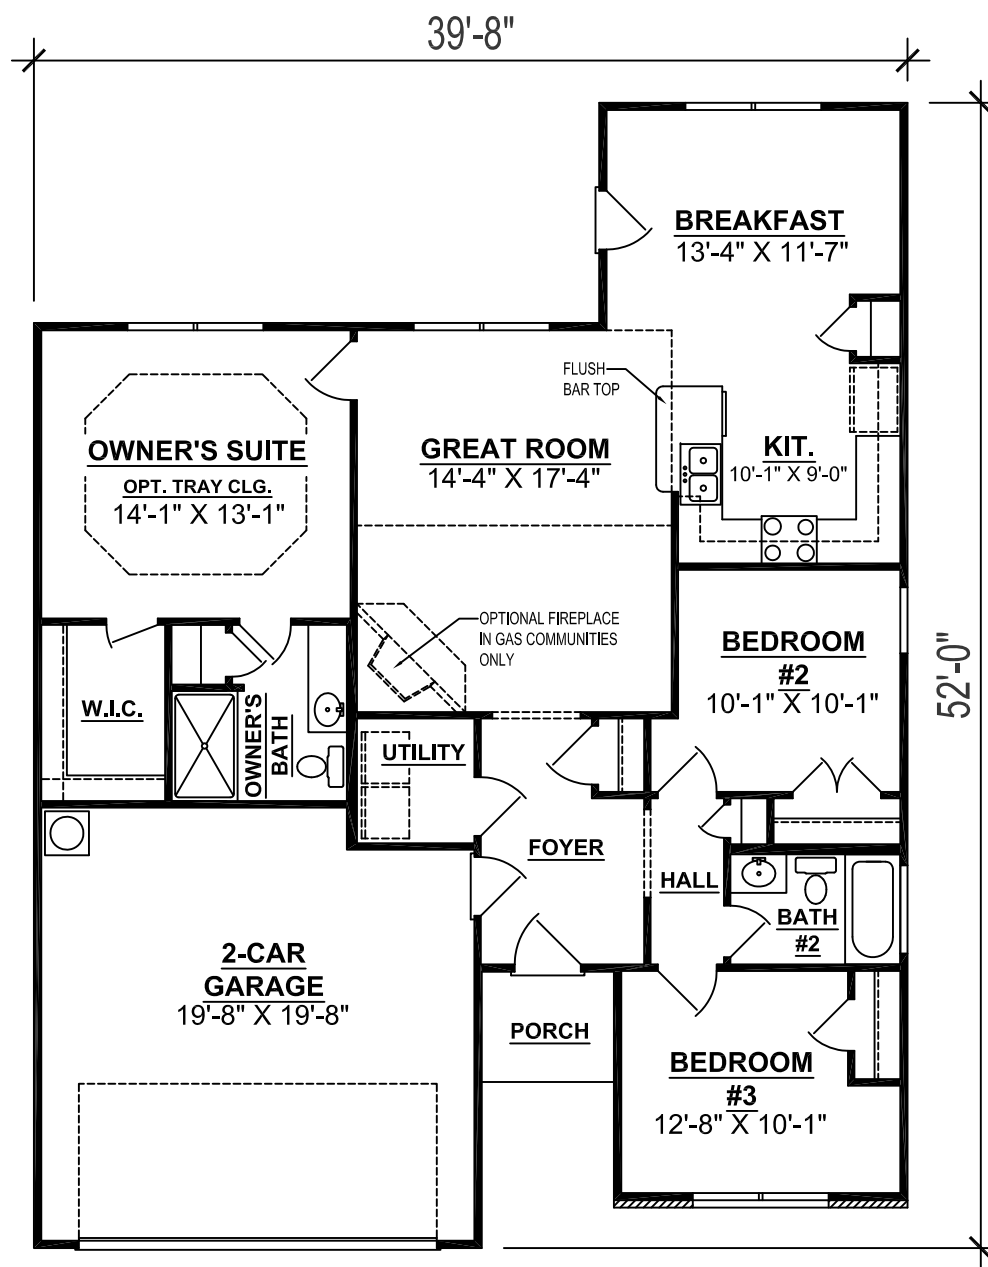 39'-8"
BREAKFAST
13'-4" X 11'-7"
FLUSH
BAR TOP
OWNER'S SUITE
OPT. TRAY CLG.
14'-1" X 13'-1"
GREAT ROOM
14'-4" X 17'-4"
KIT.
10'-1" X 9'-0"
OPTIONAL FIREPLACE
IN GAS COMMUNITIES
ONLY
BEDROOM
#2
10'-1" X 10'-1"
52'-0"
W.I.C.
OWNER'S
BATH
UTILITY
FOYER
HALL
BATH
#2
2-CAR
GARAGE
19'-8" X 19'-8"
PORCH
BEDROOM
#3
12'-8" X 10'-1"